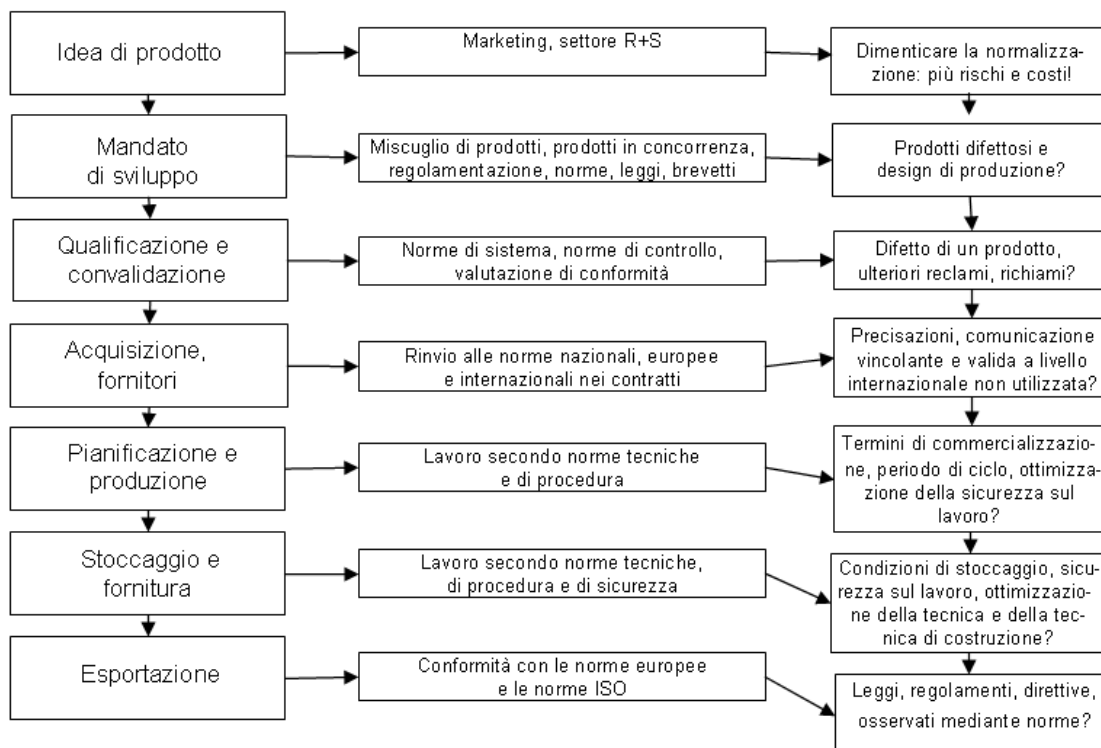 Idea di prodotto
Marketing, settore R+S
Dimenticare la normalizza-
zione: più rischi e costi!
Mandato
di sviluppo
Miscuglio di prodotti, prodotti in concorrenza,
regolamentazione, norme, leggi, brevetti
Prodotti difettosi e
design di produzione?
Qualificazione e
convalidazione
Norme di sistema, norme di controllo,
valutazione di conformità
Difetto di un prodotto,
ulteriori reclami, richiami?
Acquisizione,
fornitori
Rinvio alle norme nazionali, europee
e internazionali nei contratti
Precisazioni, comunicazione
vincolante e valida a livello
internazionale non utilizzata?
Pianificazione e
produzione
Lavoro secondo norme tecniche
e di procedura
Termini di commercializzazio-
ne, periodo di ciclo, ottimizza-
zione della sicurezza sul
lavoro?
Stoccaggio e
fornitura
Lavoro secondo norme tecniche,
di procedura e di sicurezza
Condizioni di stoccaggio, sicu-
rezza sul lavoro, ottimizzazio-
ne della tecnica e della tec-
nica di costruzione?
Esportazione
Conformità con le norme europee
e le norme ISO
Leggi, regolamenti, direttive,
osservati mediante norme?